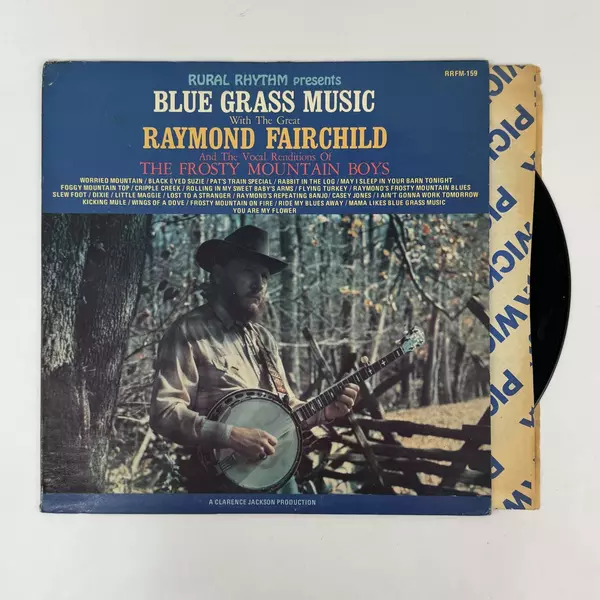 RURAL RHYTHM presents
RRFM-159
BLUE GRASS MUSIC
With The Great
RAYMOND FAIRCHILD
And The Vocal Renditions Of
THE FROSTY MOUNTAIN BOYS
WORRIED MOUNTAIN / BLACK EYED SUZIE / PAT'S TRAIN SPECIAL / RABBIT IN THE LOG / MAY I SLEEP IN YOUR BARN TONIGHT
FOGGY MOUNTAIN TOP / CRIPPLE CREEK / ROLLING IN MY SWEET BABY'S ARMS / FLYING TURKEY / RAYMOND'S FROSTY MOUNTAIN BLUES
SLEW FOOT / DIXIE / LITTLE MAGGIE / LOST TO A STRANGER / RAYMOND'S REPEATING BANJO / CASEY JONES / I AIN'T GONNA WORK TOMORROW
KICKING MULE / WINGS OF A DOVE / FROSTY MOUNTAIN ON FIRE / RIDE MY BLUES AWAY / MAMA LIKES BLUE GRASS MUSIC
YOU ARE MY FLOWER
A CLARENCE JACKSON PRODUCTION
WICK
PIC
PICKWICK
PICKWICK